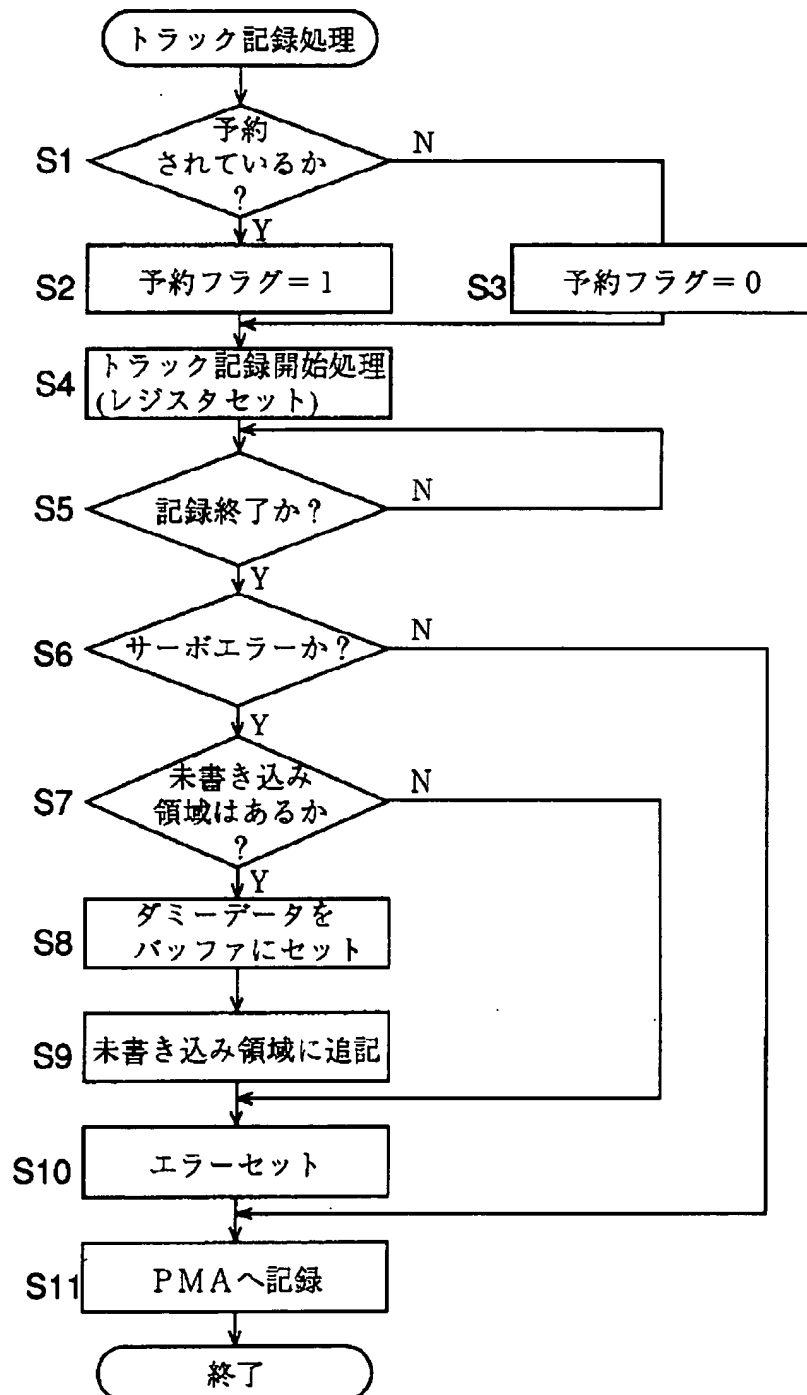 トラック記録処理
S1
予約
されているか
?
N
Y
S2
予約フラグ=1
S3
予約フラグ=0
S4
トラック記録開始処理
(レジスタセット)
S5
記録終了か?
N
Y
S6
サーボエラーか?
N
Y
S7
未書き込み
領域はあるか
?
N
Y
S8
ダミーデータを
バッファにセット
S9
未書き込み領域に追記
S10
エラーセット
S11
PMAへ記録
終了